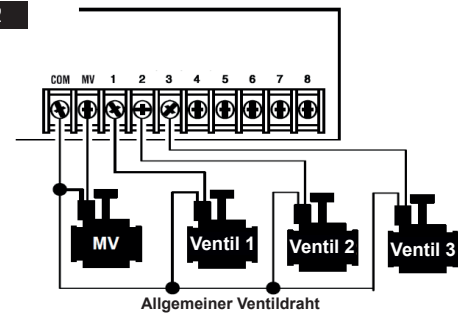 2
COM MV 1 2 3 4 5 6 7 8
MV Ventil 1 Ventil 2 Ventil 3
Allgemeiner Ventildraht